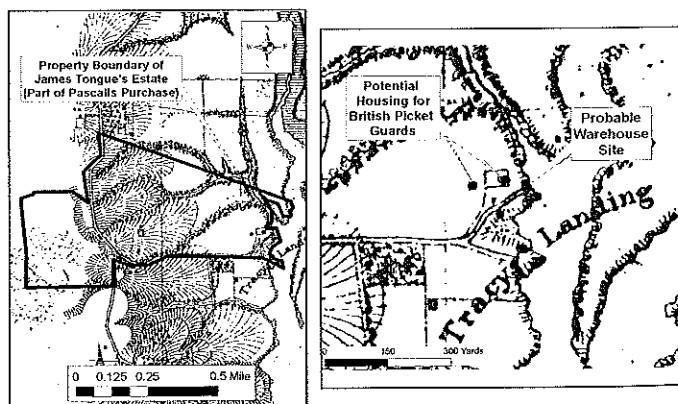 Property Boundary of
James Tongue's Estate
(Part of Pascalls Purchase)
0 0.125 0.25 0.5 Mile
Potential
Housing for
British Picket
Guards
Probable
Warehouse
Site
Tracys Landing
0 150 300 Yards